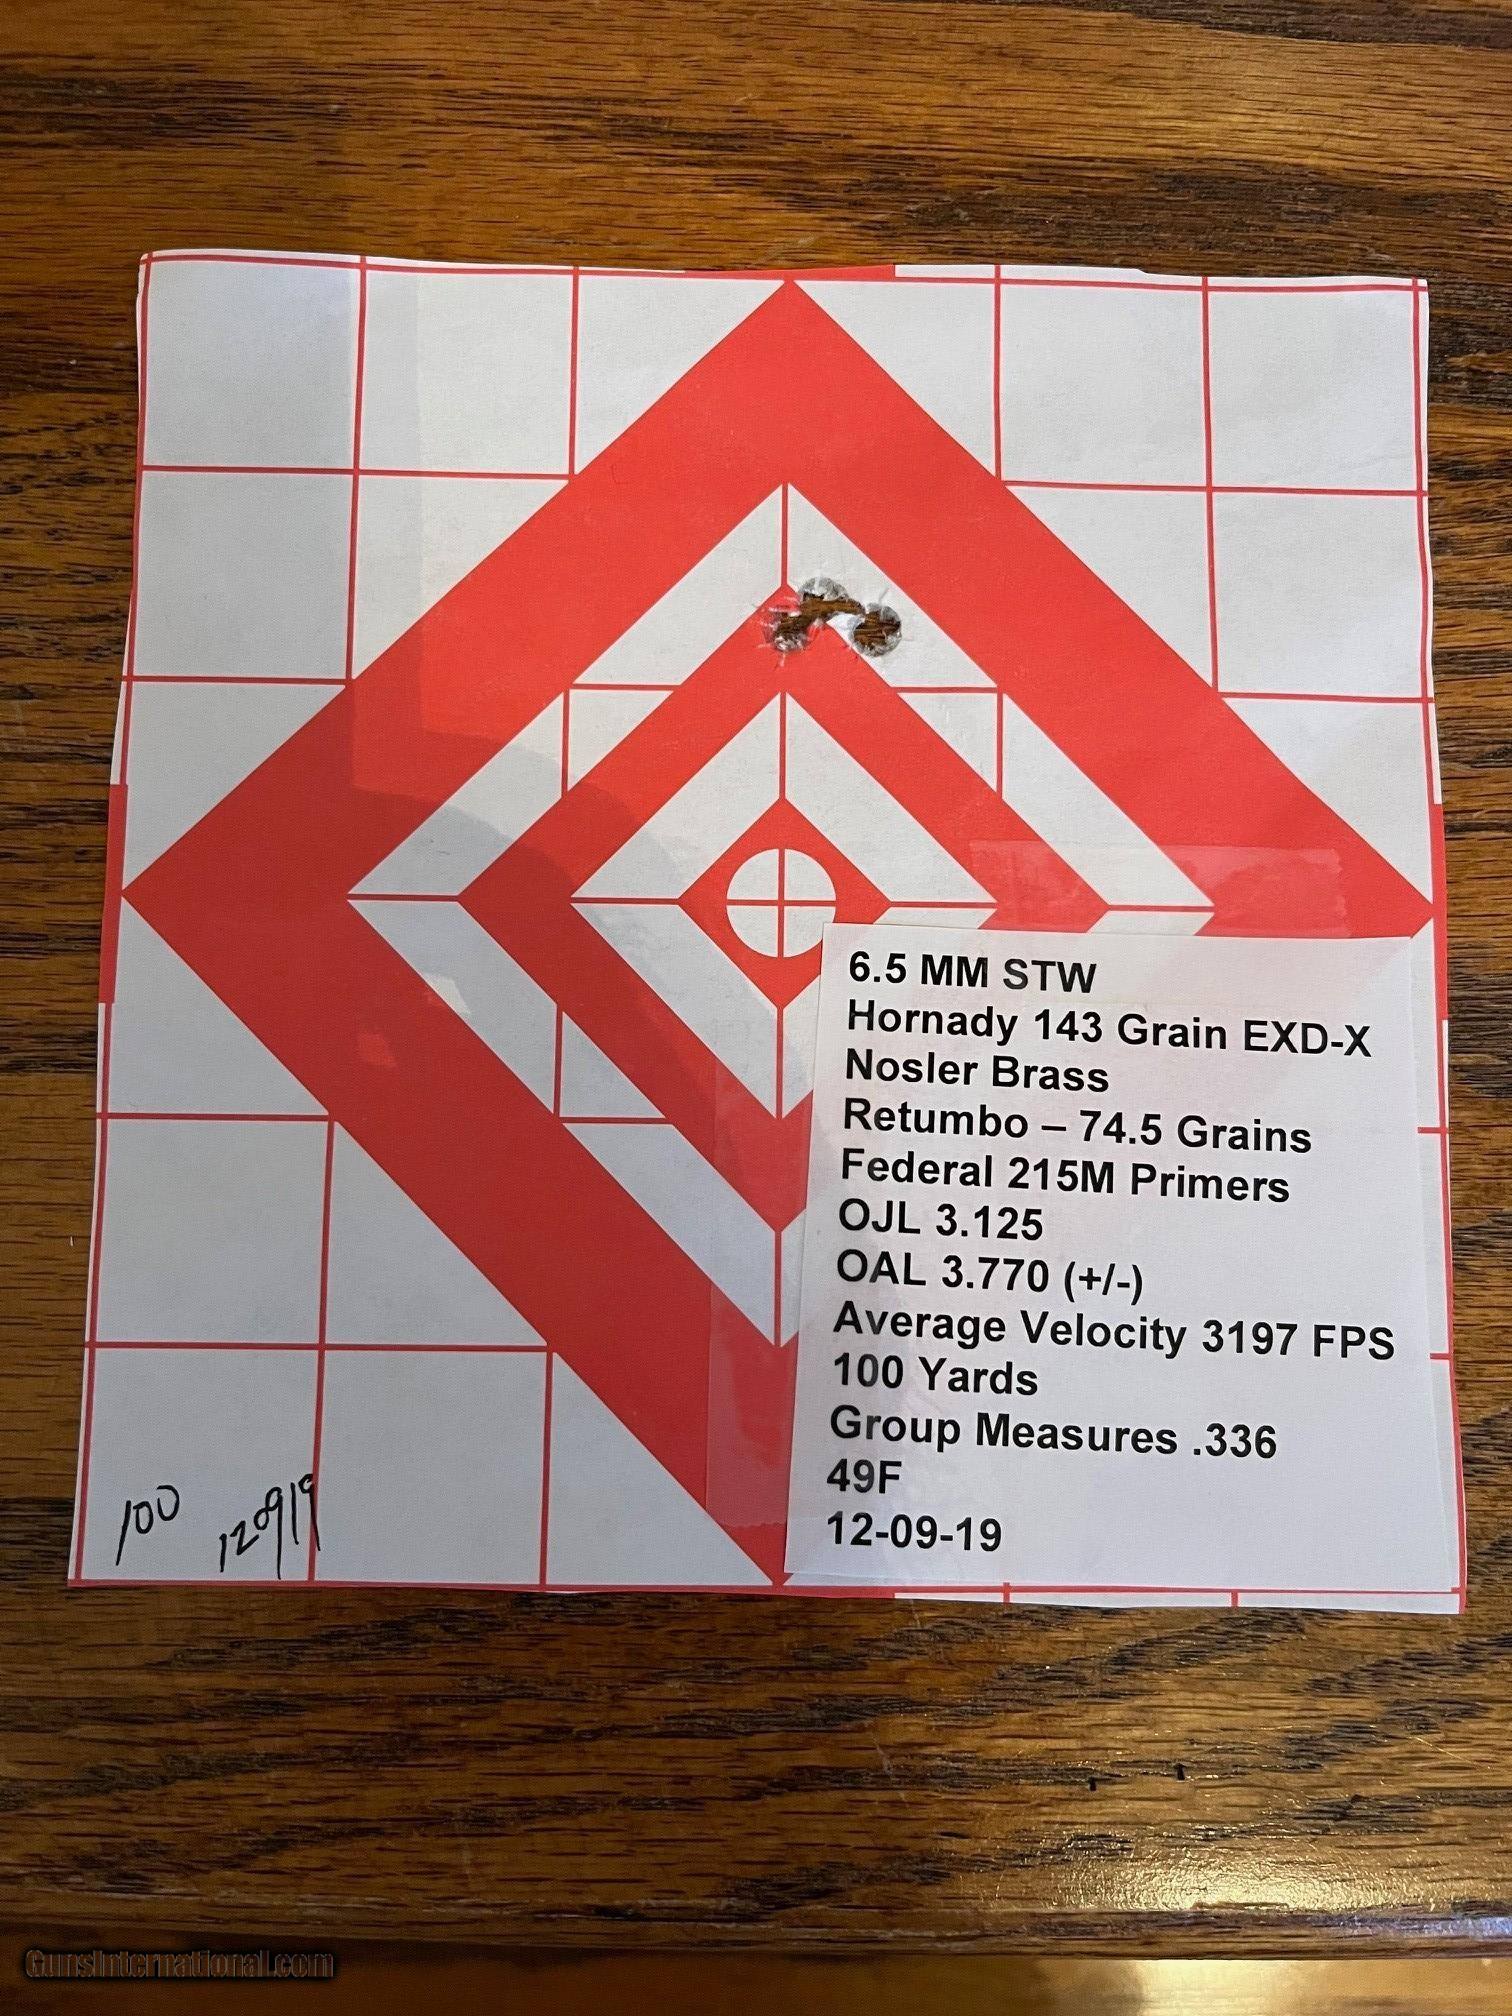 6.5 MM STW
Hornady 143 Grain EXD-X
Nosler Brass
Retumbo – 74.5 Grains
Federal 215M Primers
OJL 3.125
OAL 3.770 (+/-)
Average Velocity 3197 FPS
100 Yards
Group Measures .336
49F
12-09-19
100 120919
GunsInternational.com